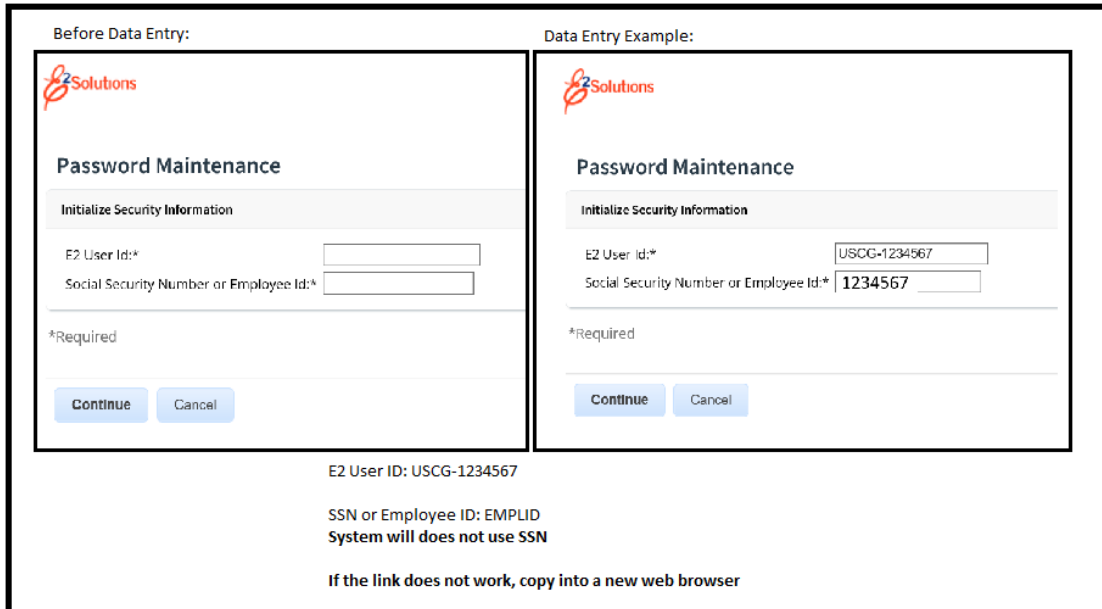 Before Data Entry:
E2Solutions
Password Maintenance
Initialize Security Information
E2 User Id:*
Social Security Number or Employee Id:*
*Required
Continue Cancel
Data Entry Example:
E2Solutions
Password Maintenance
Initialize Security Information
E2 User Id:* USCG-1234567
Social Security Number or Employee Id:* 1234567
*Required
Continue Cancel
E2 User ID: USCG-1234567
SSN or Employee ID: EMPLID
System will does not use SSN
If the link does not work, copy into a new web browser